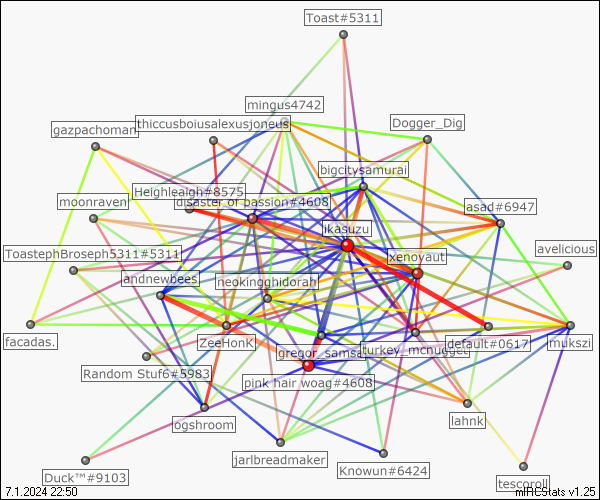 Toast#5311
mingus4742
thiccusboiusalexusjoneus
Dogger_Dig
gazpachoman
bigcitysamurai
Heighleaigh#8575
disaster of passion#4608
moonraven
asad#6947
ikasuzu
ToastephBroseph5311#5311
xenoyaut
avelicious
andrewbees
neokingghidorah
facadas.
ZeeHonK
gregor_samsa
turkey_mcnugget
default#0617
mukszi
Random Stuf6#5983
pink hair woag#4608
ogshroom
lahnk
jarlbreadmaker
Knowun#6424
Duck™#9103
tescoroll
7.1.2024 22:50
mIRCStats v1.25